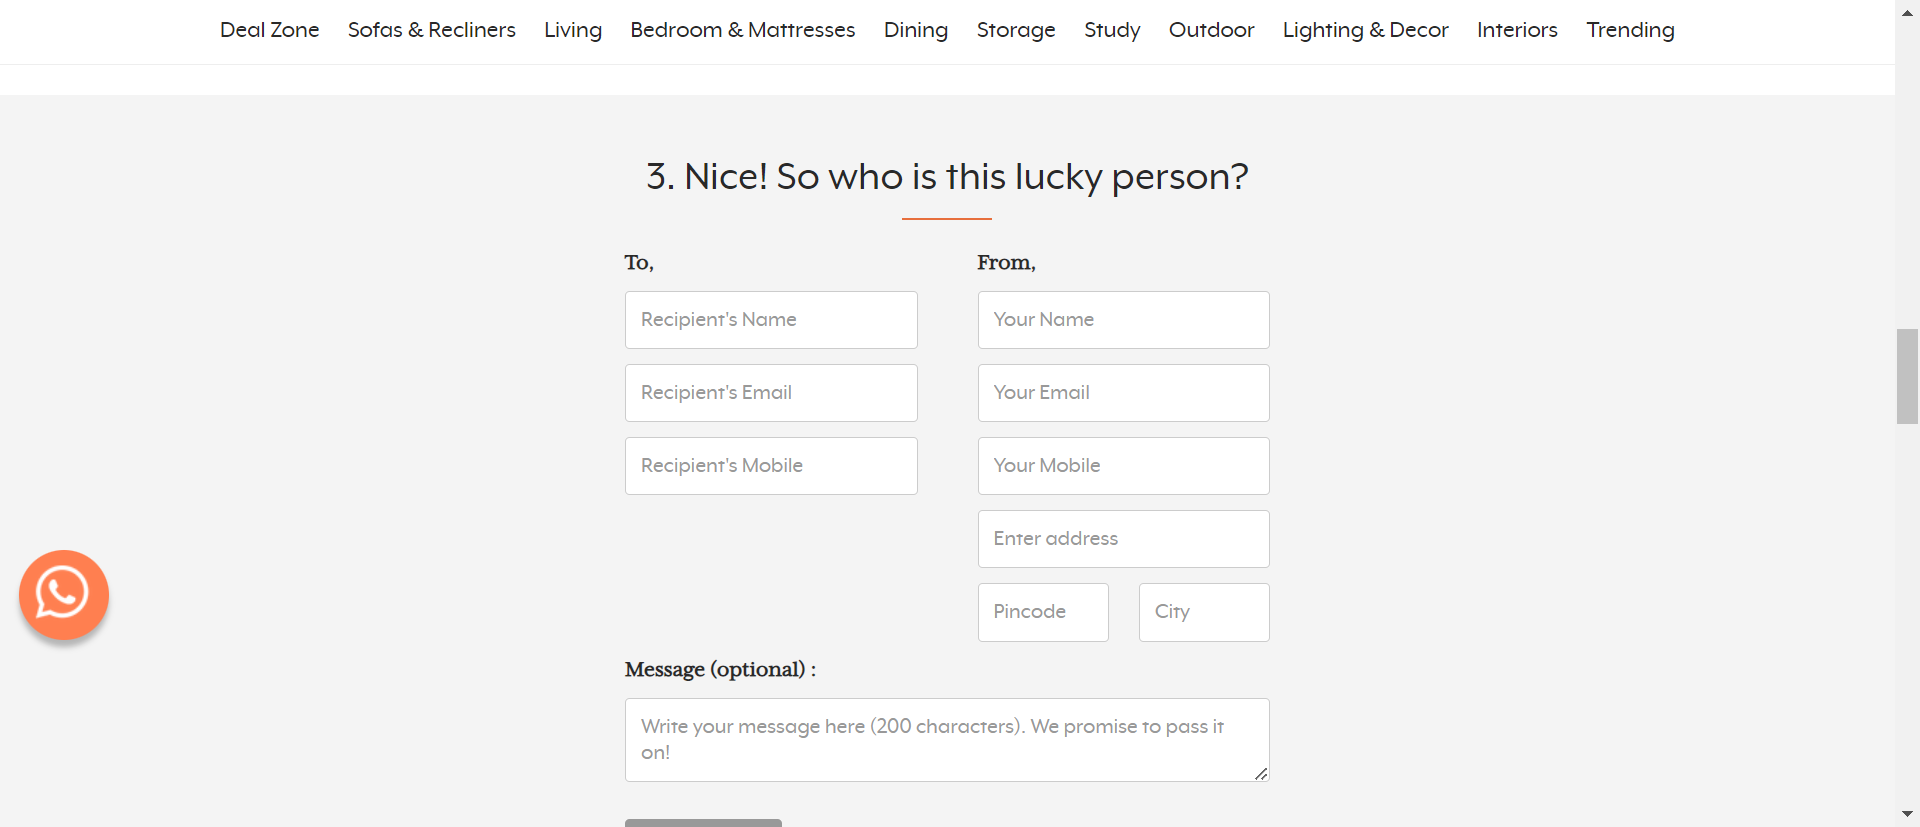 Deal Zone Sofas & Recliners Living Bedroom & Mattresses Dining Storage Study Outdoor Lighting & Decor Interiors Trending
3. Nice! So who is this lucky person?
To,
From,
Recipient's Name
Your Name
Recipient's Email
Your Email
Recipient's Mobile
Your Mobile
Enter address
Pincode
City
Message (optional) :
Write your message here (200 characters). We promise to pass it
on!